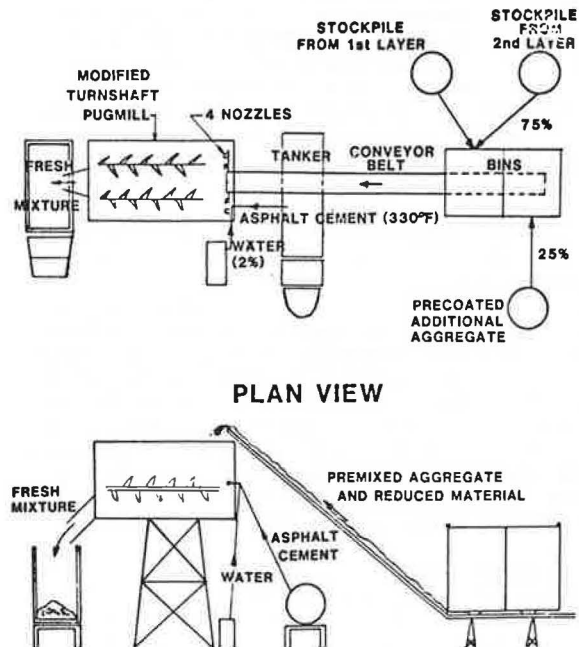 STOCKPILE
FROM 1st LAYER
STOCKPILE
FROM
2nd LAYER
75%
MODIFIED
TURNSHAFT
PUGMILL
4 NOZZLES
TANKER
CONVEYOR
BELT
BINS
FRESH
MIXTURE
ASPHALT CEMENT (330°F)
WATER
(2%)
25%
PRECOATED
ADDITIONAL
AGGREGATE
PLAN VIEW
FRESH
MIXTURE
PREMIXED AGGREGATE
AND REDUCED MATERIAL
ASPHALT
CEMENT
WATER